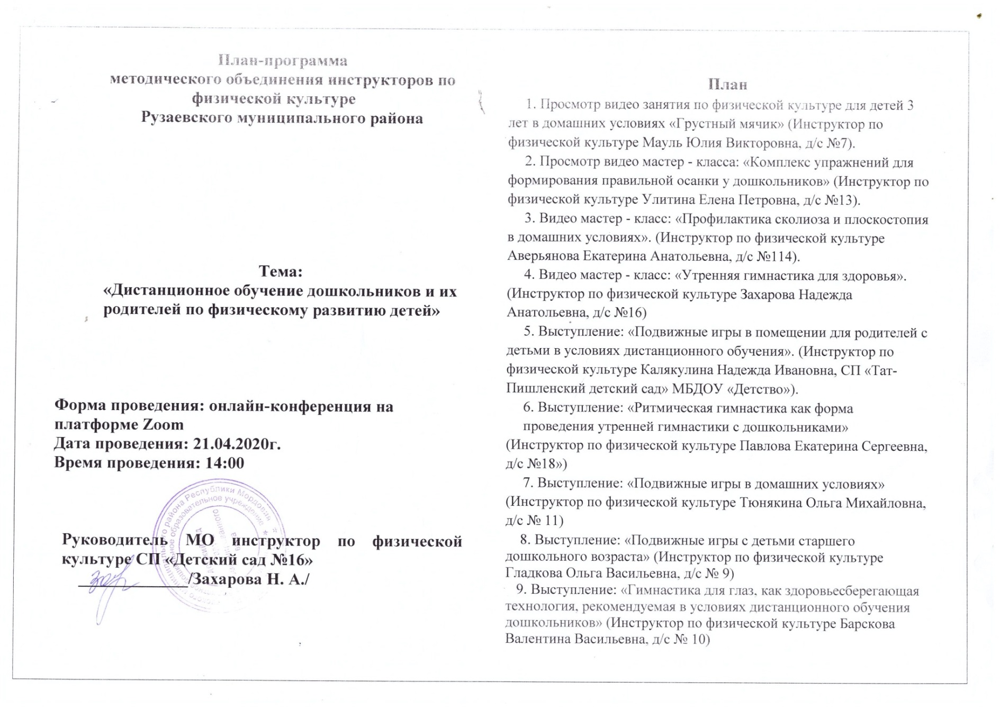 План-программа
методического объединения инструкторов по
физической культуре
Рузаевского муниципального района
Тема:
«Дистанционное обучение дошкольников и их
родителей по физическому развитию детей»
Форма проведения: онлайн-конференция на
платформе Zoom
Дата проведения: 21.04.2020г.
Время проведения: 14:00
Руководитель МО инструктор по физической
культуре СП «Детский сад №16»
/Захарова Н. А./
района Республики Мордовия
образовательное учреждение
План
1. Просмотр видео занятия по физической культуре для детей 3
лет в домашних условиях «Грустный мячик» (Инструктор по
физической культуре Мауль Юлия Викторовна, д/с №7).
2. Просмотр видео мастер - класса: «Комплекс упражнений для
формирования правильной осанки у дошкольников» (Инструктор по
физической культуре Улитина Елена Петровна, д/с №13).
3. Видео мастер - класс: «Профилактика сколиоза и плоскостопия
в домашних условиях». (Инструктор по физической культуре
Аверьянова Екатерина Анатольевна, д/с №114).
4. Видео мастер - класс: «Утренняя гимнастика для здоровья».
(Инструктор по физической культуре Захарова Надежда
Анатольевна, д/с №16)
5. Выступление: «Подвижные игры в помещении для родителей с
детьми в условиях дистанционного обучения». (Инструктор по
физической культуре Калякулина Надежда Ивановна, СП «Тат-
Пишленский детский сад» МБДОУ «Детство»).
6. Выступление: «Ритмическая гимнастика как форма
проведения утренней гимнастики с дошкольниками»
(Инструктор по физической культуре Павлова Екатерина Сергеевна,
д/с №18»)
7. Выступление: «Подвижные игры в домашних условиях»
(Инструктор по физической культуре Тюнякина Ольга Михайловна,
д/с № 11)
8. Выступление: «Подвижные игры с детьми старшего
дошкольного возраста» (Инструктор по физической культуре
Гладкова Ольга Васильевна, д/с № 9)
9. Выступление: «Гимнастика для глаз, как здоровьесберегающая
технология, рекомендуемая в условиях дистанционного обучения
дошкольников» (Инструктор по физической культуре Барскова
Валентина Васильевна, д/с № 10)